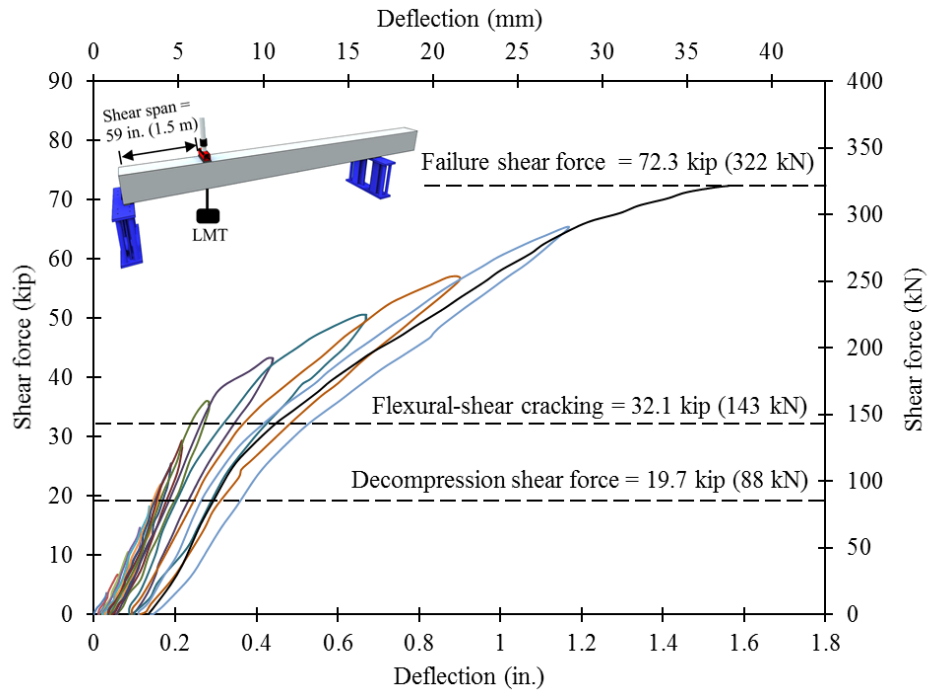 Deflection (mm)
0 5 10 15 20 25 30 35 40
90 80 70 60 50 40 30 20 10 0
Shear force (kip)
400 350 300 250 200 150 100 50 0
Shear force (kN)
Shear span =
59 in. (1.5 m)
LMT
Failure shear force = 72.3 kip (322 kN)
Flexural-shear cracking = 32.1 kip (143 kN)
Decompression shear force = 19.7 kip (88 kN)
0 0.2 0.4 0.6 0.8 1 1.2 1.4 1.6 1.8
Deflection (in.)